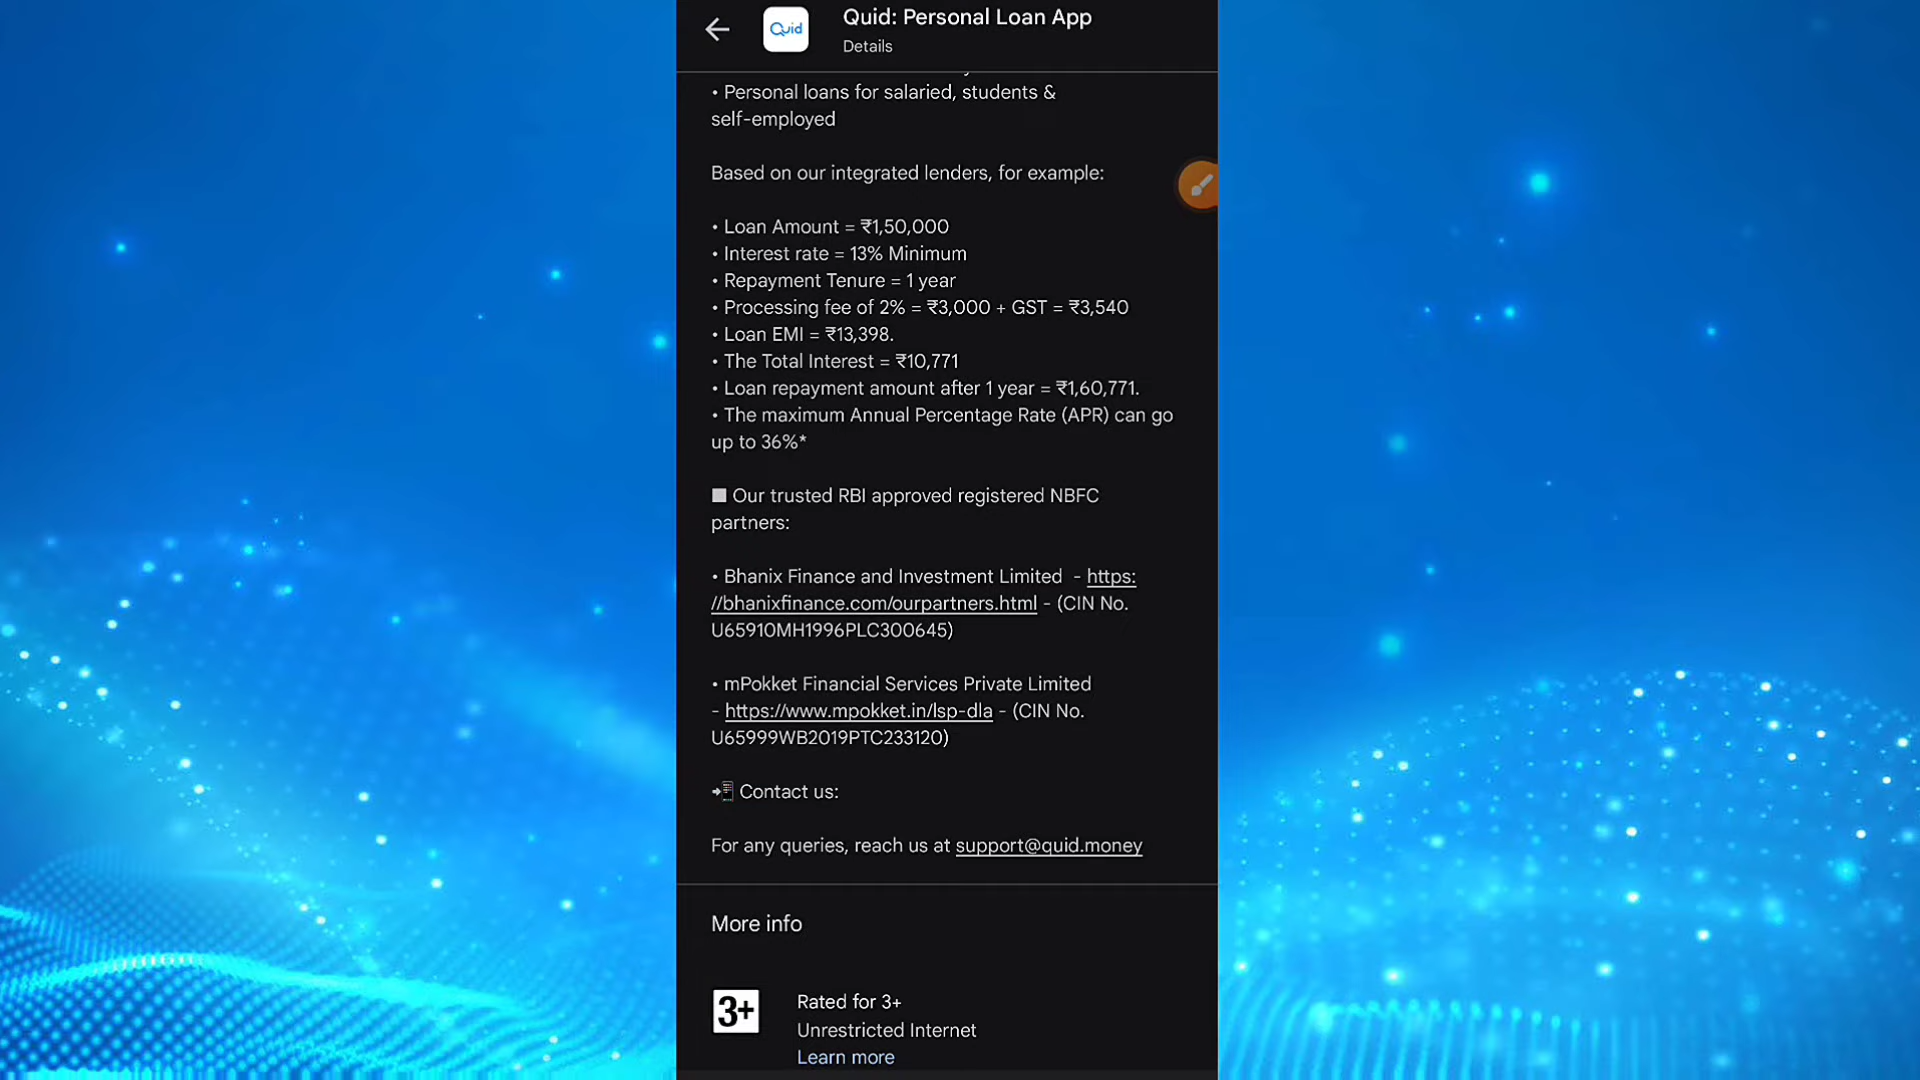 Quid
Quid: Personal Loan App
Details
• Personal loans for salaried, students &
self-employed
Based on our integrated lenders, for example:
• Loan Amount = ₹1,50,000
• Interest rate = 13% Minimum
• Repayment Tenure = 1 year
• Processing fee of 2% = ₹3,000 + GST = ₹3,540
• Loan EMI = ₹13,398.
• The Total Interest = ₹10,771
• Loan repayment amount after 1 year = ₹1,60,771.
• The maximum Annual Percentage Rate (APR) can go
up to 36%*
■ Our trusted RBI approved registered NBFC
partners:
• Bhanix Finance and Investment Limited - https:
//bhanixfinance.com/ourpartners.html - (CIN No.
U65910MH1996PLC300645)
• mPokket Financial Services Private Limited
- https://www.mpokket.in/lsp-dla - (CIN No.
U65999WB2019PTC233120)
📲 Contact us:
For any queries, reach us at support@quid.money
More info
3+
Rated for 3+
Unrestricted Internet
Learn more